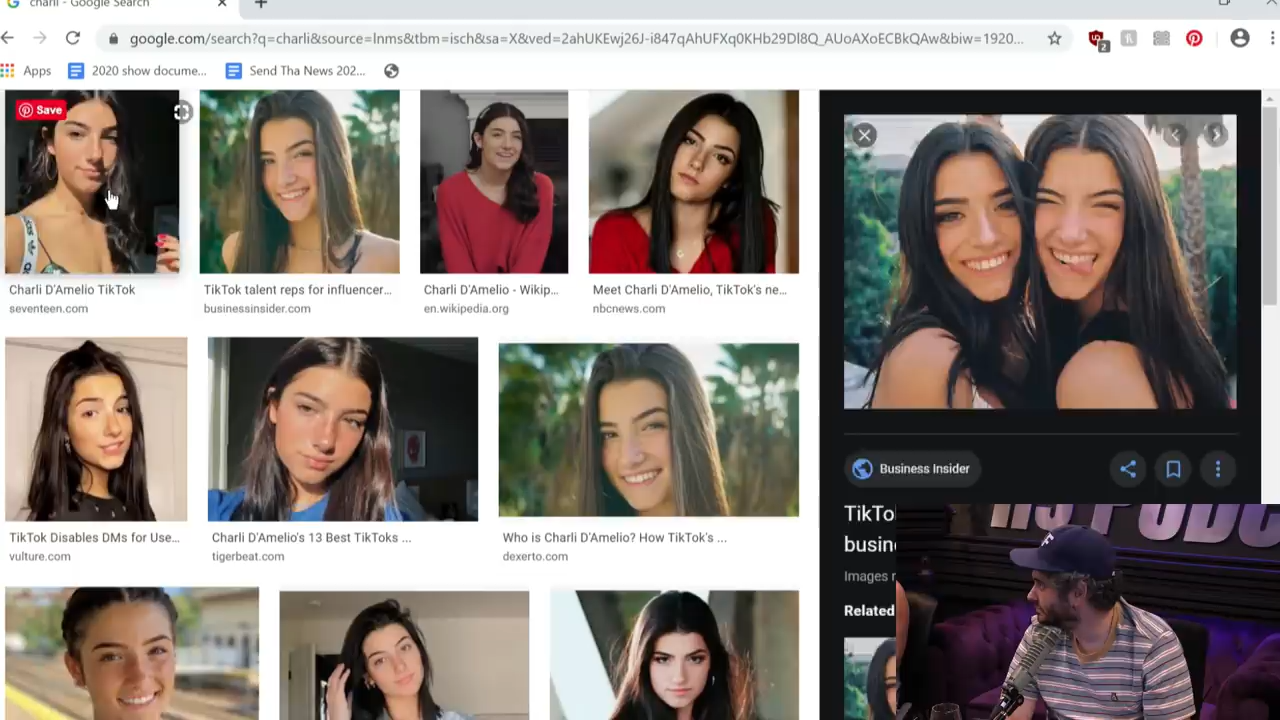 charli - Google Search
google.com/search?q=charli&source=lnms&tbm=isch&sa=X&ved=2ahUKEwj26J-i847qAhUFXq0KHb29Dl8Q_AUoAXoECBkQAw&biw=1920...
2
Apps
2020 show docume...
Send Tha News 202...
Save
Charli D'Amelio TikTok
seventeen.com
TikTok talent reps for influencer...
businessinsider.com
Charli D'Amelio - Wikip...
en.wikipedia.org
Meet Charli D'Amelio, TikTok's ne...
nbcnews.com
TikTok Disables DMs for Use...
vulture.com
Charli D'Amelio's 13 Best TikToks ...
tigerbeat.com
Who is Charli D'Amelio? How TikTok's ...
dexerto.com
Business Insider
TikTo
busin
Images
Related
PODC